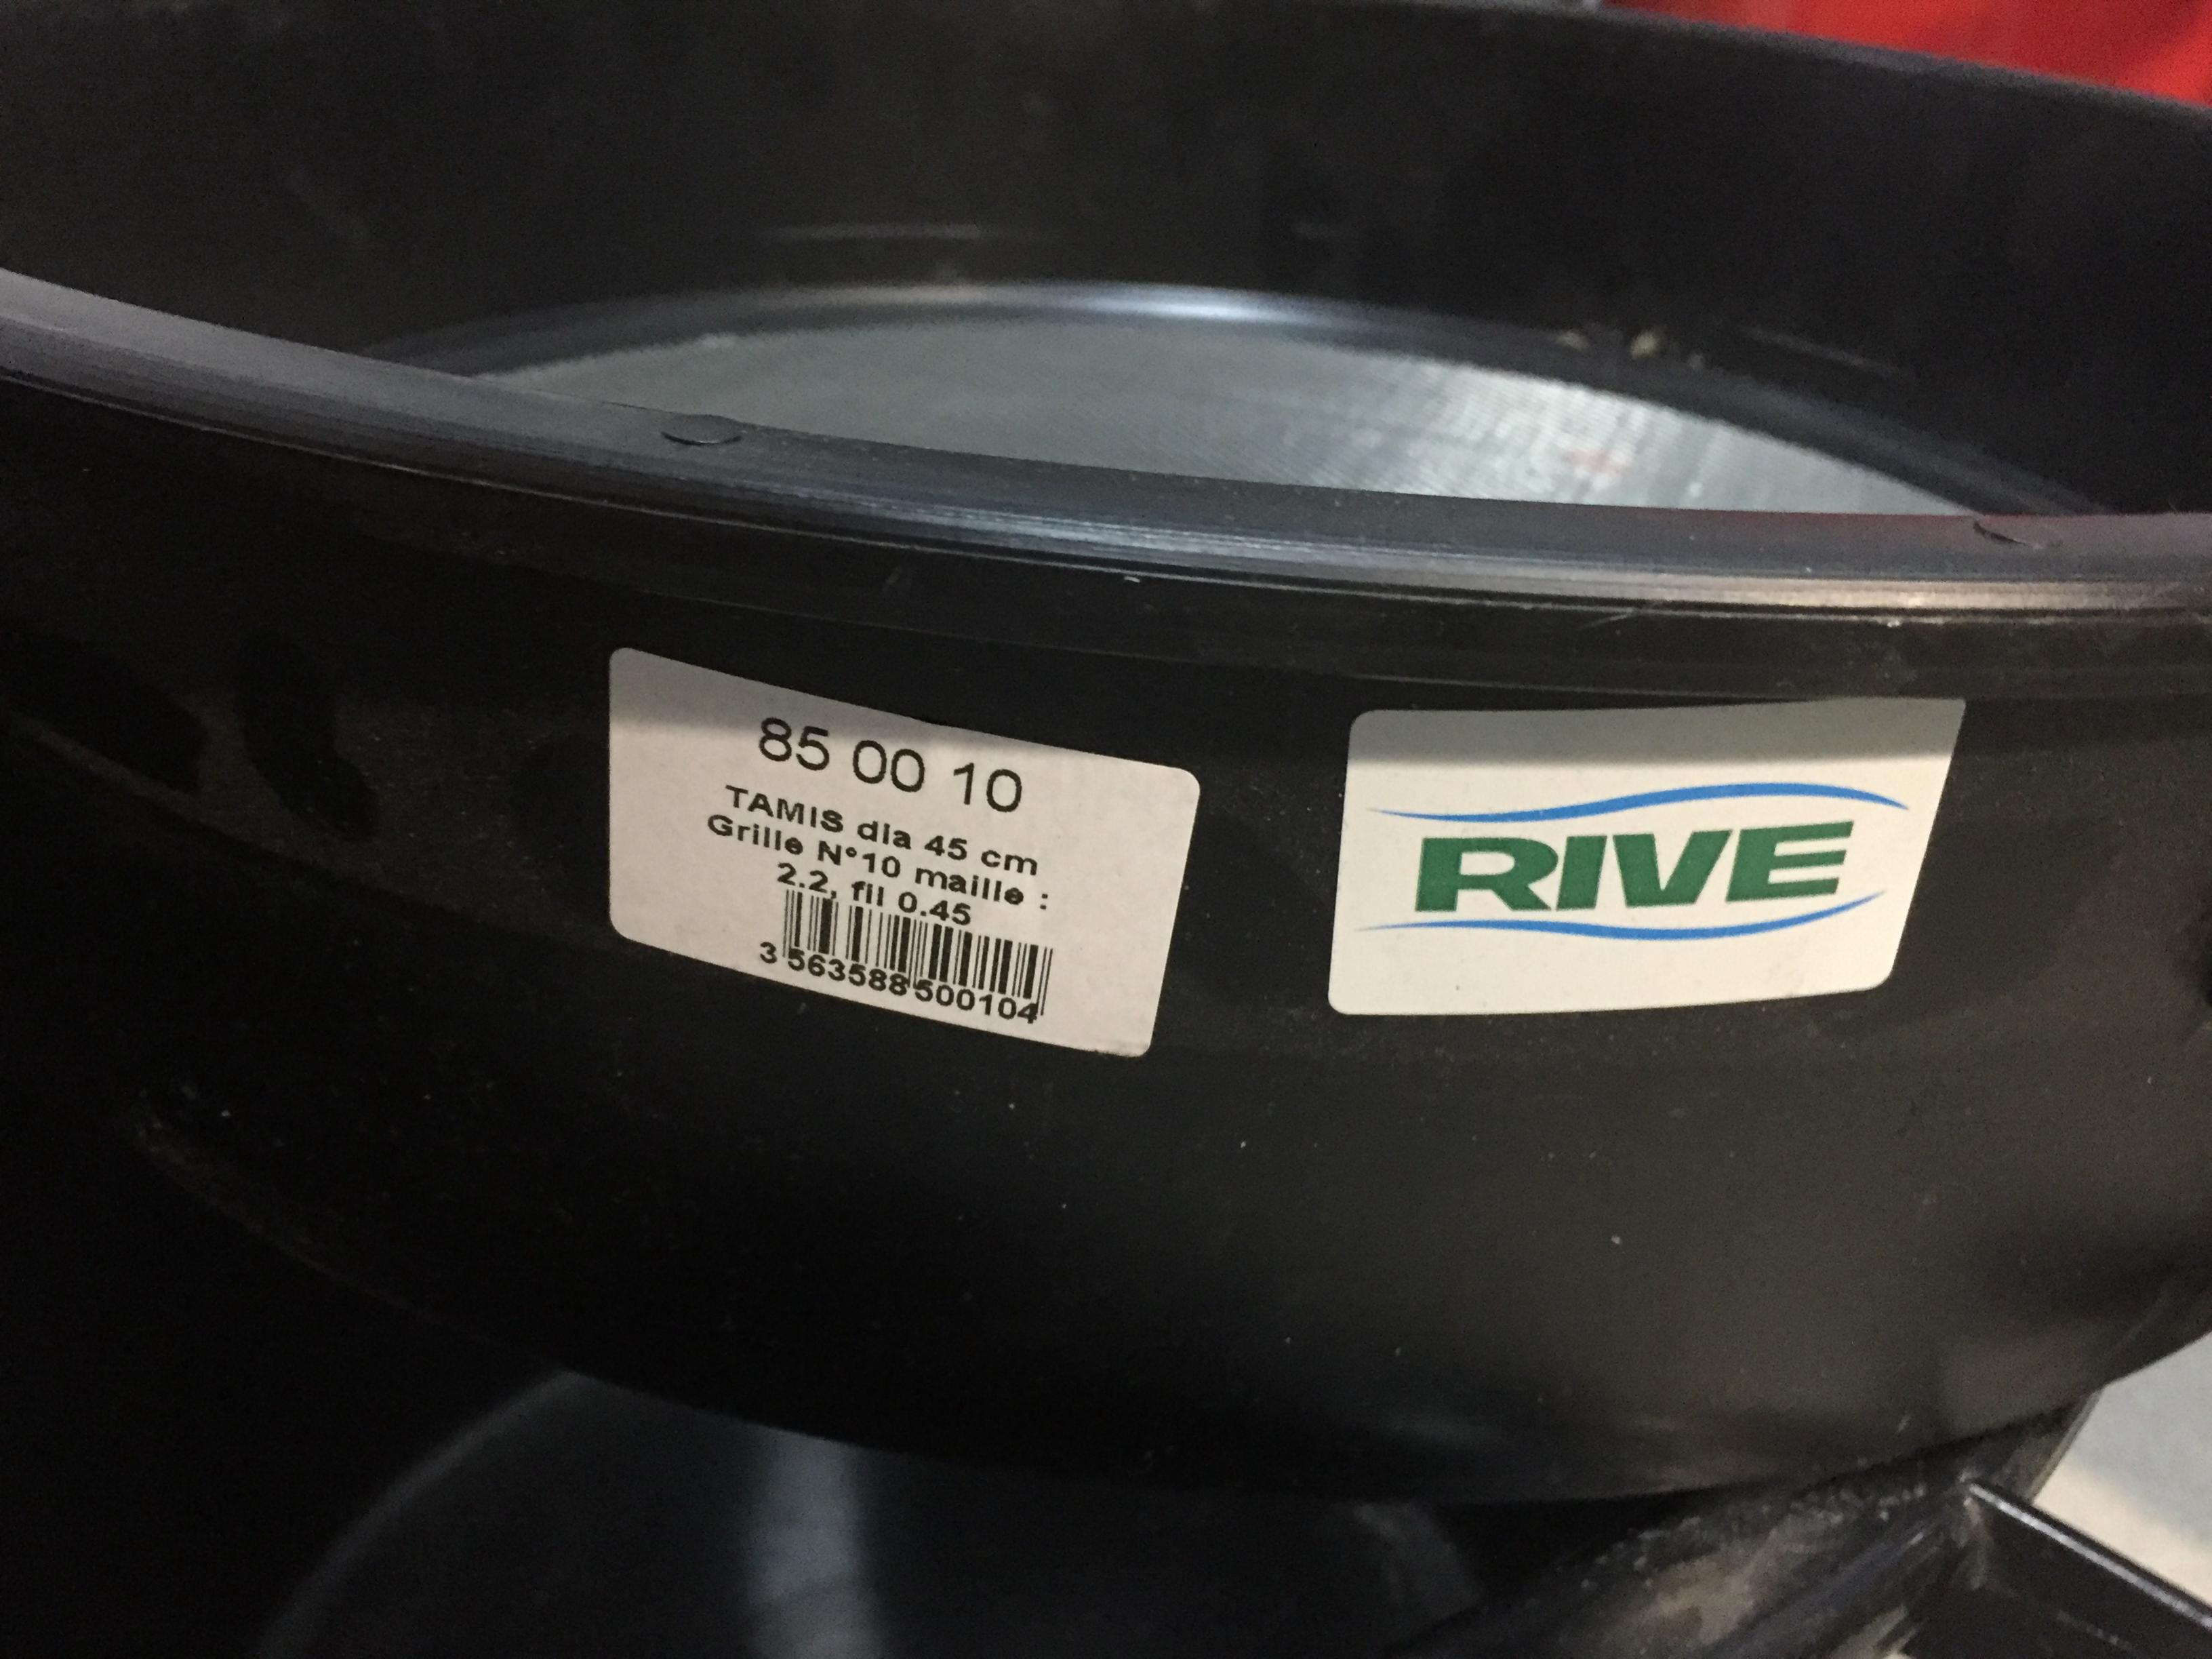 85 00 10
TAMIS dia 45 cm
Grille N°10 maille :
2.2, fil 0.45
3 563588 500104
RIVE